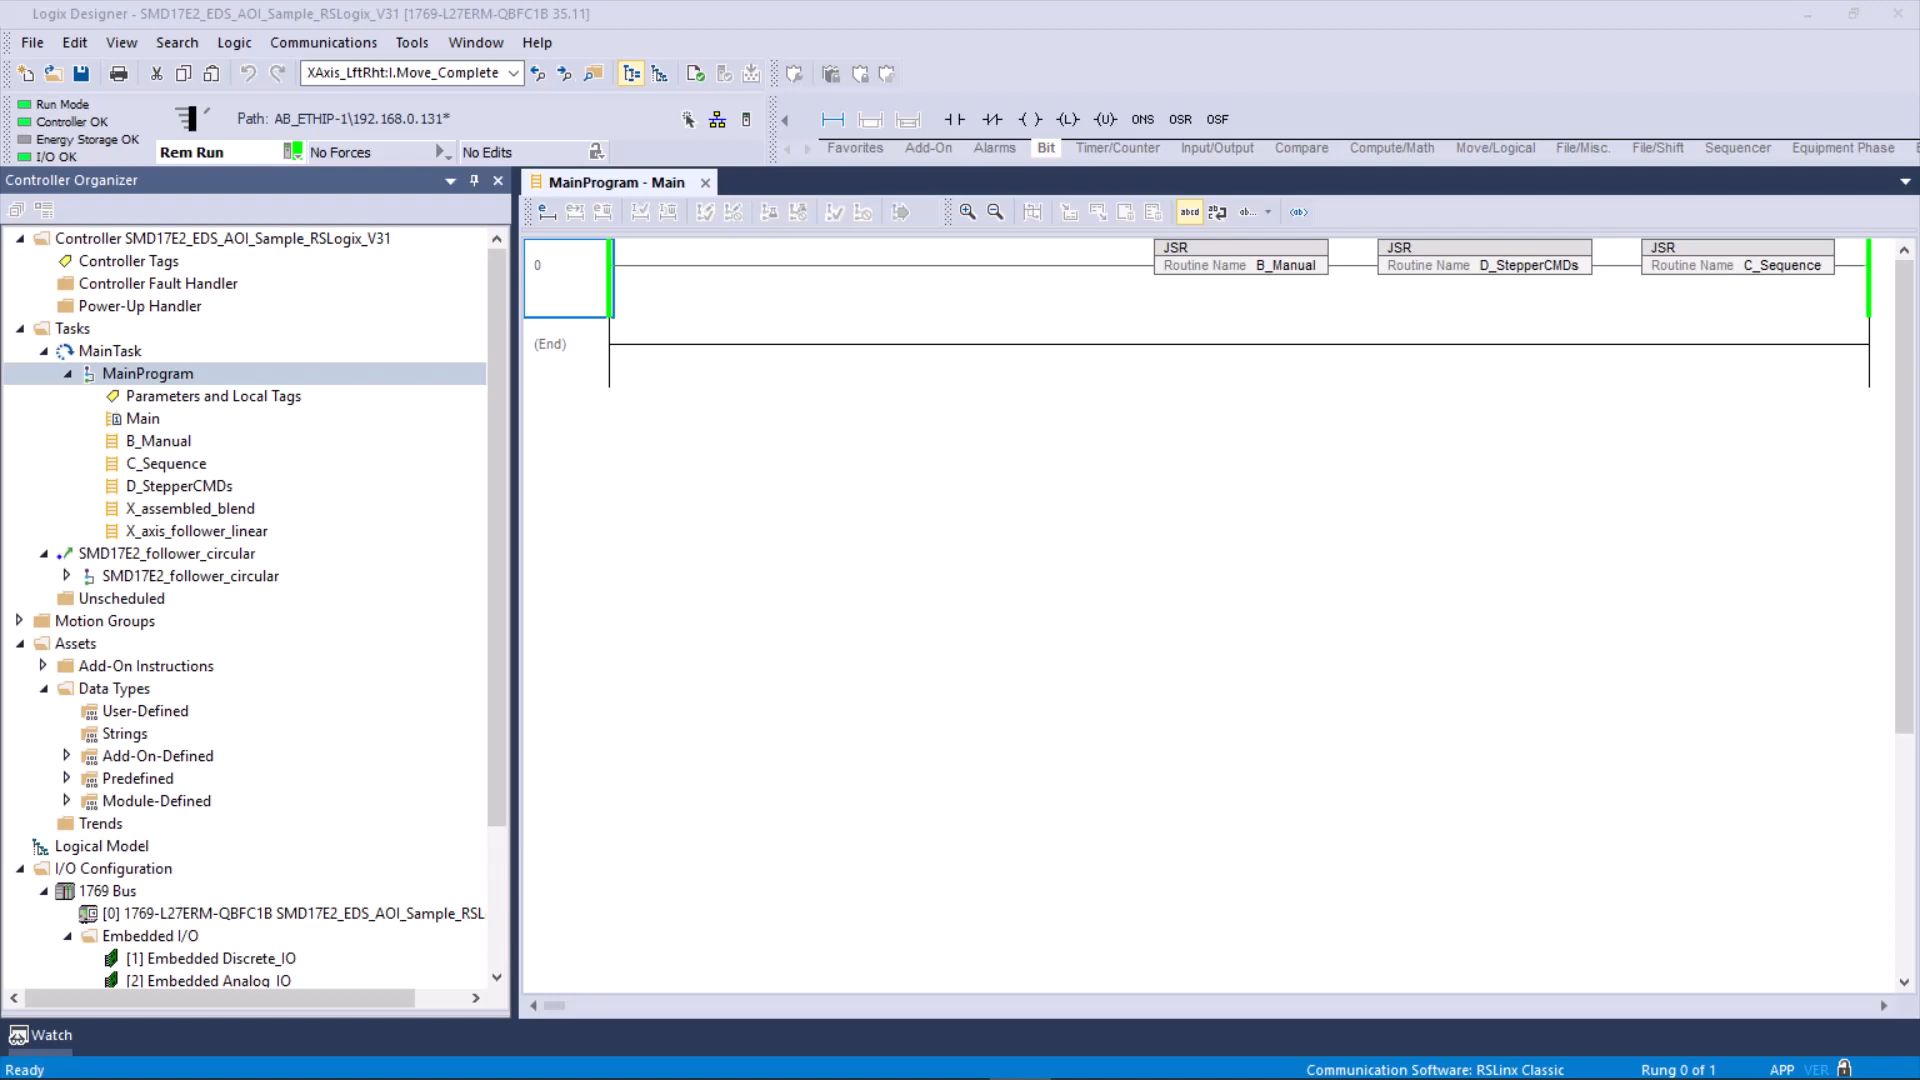 Logix Designer - SMD17E2_EDS_AOI_Sample_RSLogix_V31 [1769-L27ERM-QBFC1B 35.11]
File Edit View Search Logic Communications Tools Window Help
XAxis_LftRht:I.Move_Complete
Run Mode
Controller OK
Energy Storage OK
I/O OK
Path: AB_ETHIP-1\192.168.0.131*
Rem Run No Forces No Edits
ONS OSR OSF
Favorites Add-On Alarms Bit Timer/Counter Input/Output Compare Compute/Math Move/Logical File/Misc. File/Shift Sequencer Equipment Phase
Controller Organizer
MainProgram - Main
Controller SMD17E2_EDS_AOI_Sample_RSLogix_V31
Controller Tags
Controller Fault Handler
Power-Up Handler
Tasks
MainTask
MainProgram
Parameters and Local Tags
Main
B_Manual
C_Sequence
D_StepperCMDs
X_assembled_blend
X_axis_follower_linear
SMD17E2_follower_circular
SMD17E2_follower_circular
Unscheduled
Motion Groups
Assets
Add-On Instructions
Data Types
User-Defined
Strings
Add-On-Defined
Predefined
Module-Defined
Trends
Logical Model
I/O Configuration
1769 Bus
[0] 1769-L27ERM-QBFC1B SMD17E2_EDS_AOI_Sample_RSL
Embedded I/O
[1] Embedded Discrete_IO
[2] Embedded Analog_IO
abcd ab...
0
JSR
Routine Name B_Manual
JSR
Routine Name D_StepperCMDs
JSR
Routine Name C_Sequence
(End)
Watch
Ready
Communication Software: RSLinx Classic Rung 0 of 1 APP VER